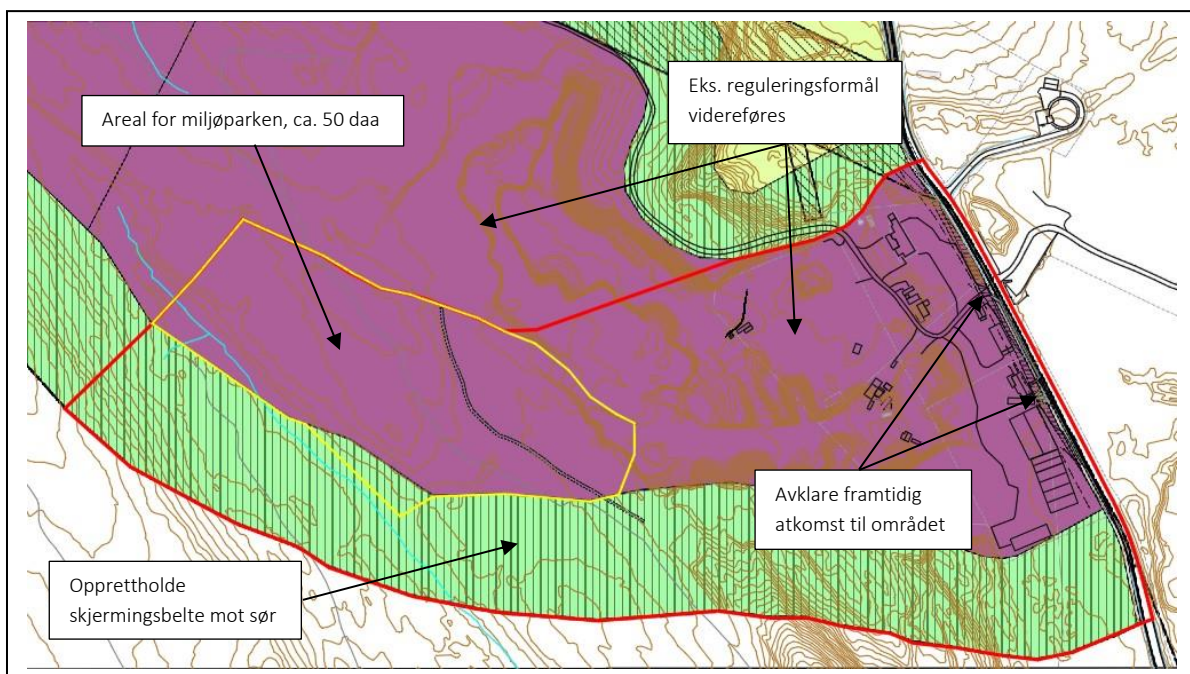 Areal for miljøparken, ca. 50 daa
Eks. reguleringsformål
videreføres
Avklare framtidig
atkomst til området
Opprettholde
skjermingsbelte mot sør